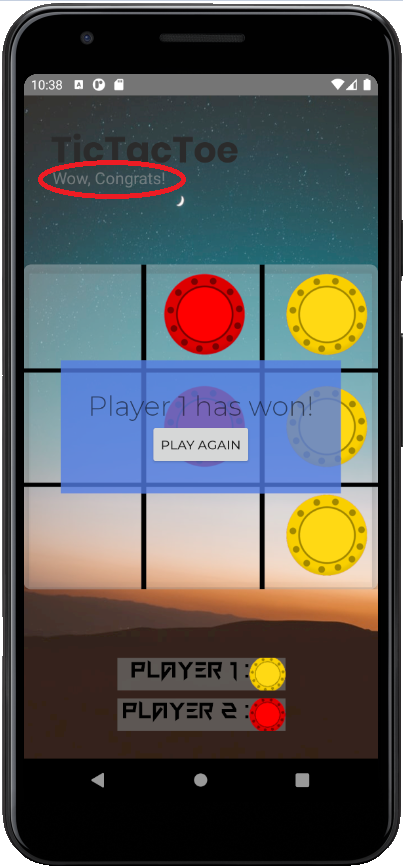 10:38
TicTacToe
Wow, Congrats!
Player 1 has won!
PLAY AGAIN
PLAYER 1 :
PLAYER 2 :